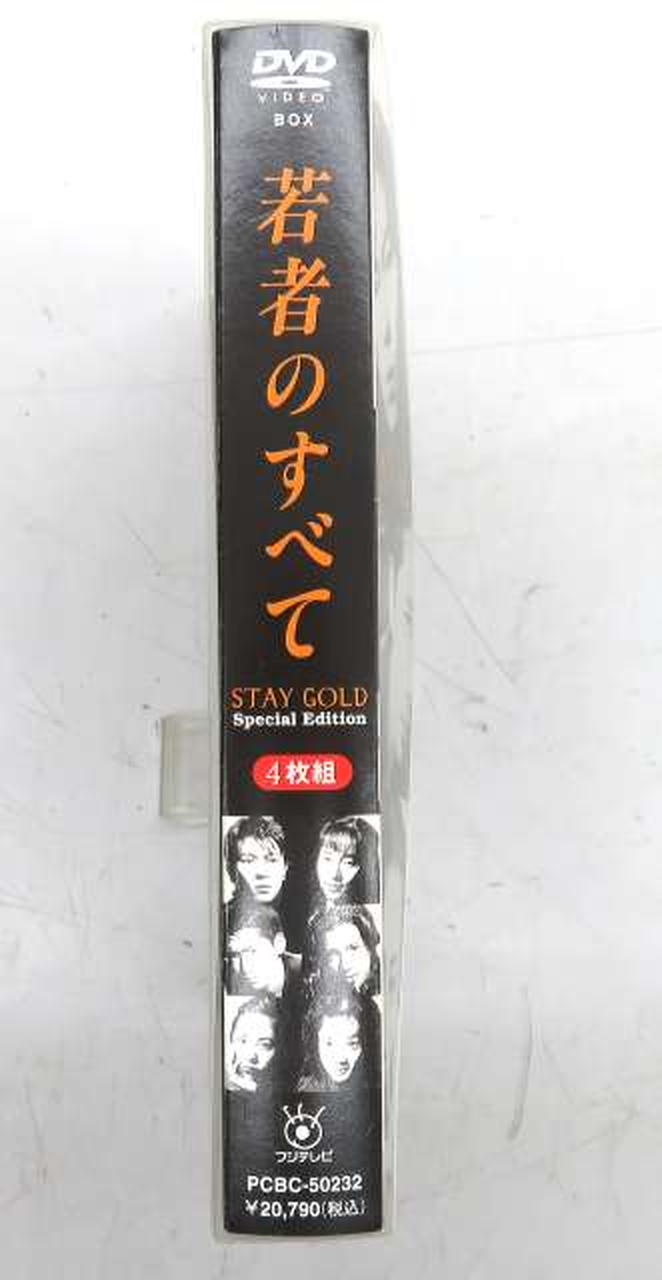 DVD
VIDEO
BOX
若者のすべて
STAY GOLD
Special Edition
4枚組
フジテレビ
PCBC-50232
¥20,790(税込)